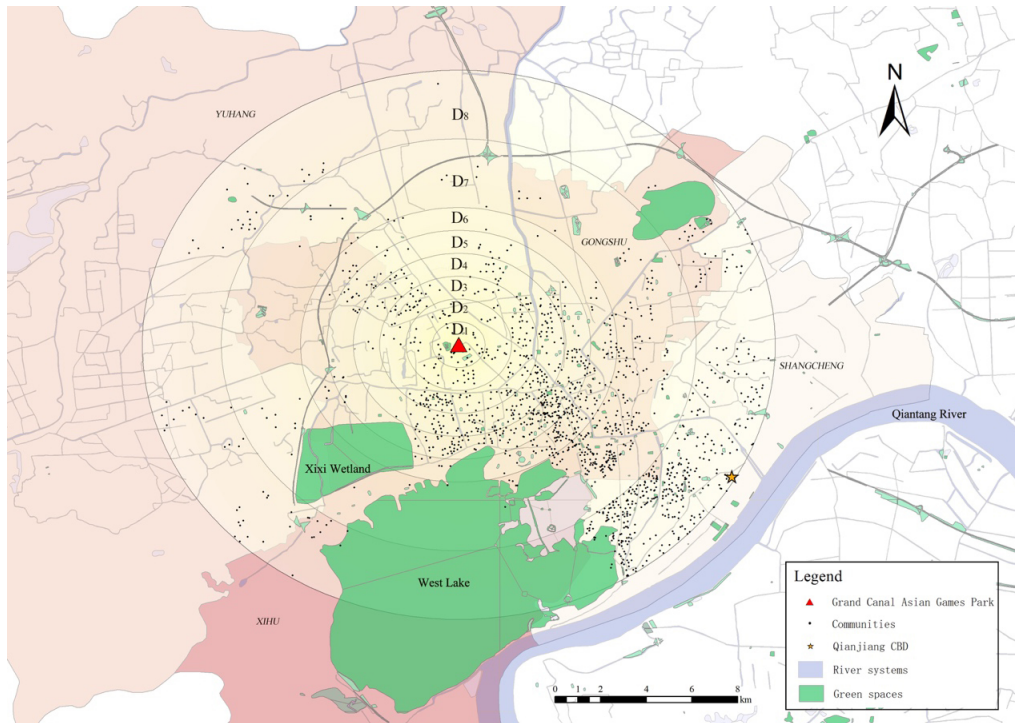 N
YUHANG
D8
D7
D6
D5
D4
D3
D2
D1
GONGSHU
SHANGCHENG
Qiantang River
Xixi Wetland
West Lake
XIHU
Legend
Grand Canal Asian Games Park
Communities
Qianjiang CBD
River systems
Green spaces
0 1 2 4 6 8
km